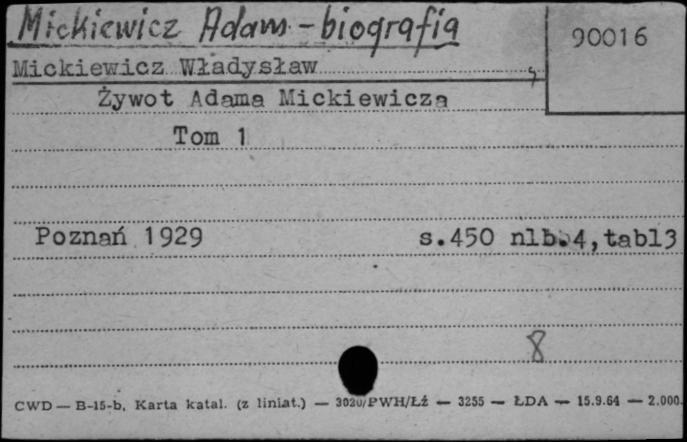 Mickiewicz Adam - biografia
90016
Mickiewicz Władysław
Żywot Adama Mickiewicza
Tom 1
Poznań 1929 s.450 nlb.4,tabl3
8
CWD — B-15-b, Karta katal. (z liniat.) — 3020/PWH/Łź — 3255 — ŁDA — 15.9.64 — 2.000.